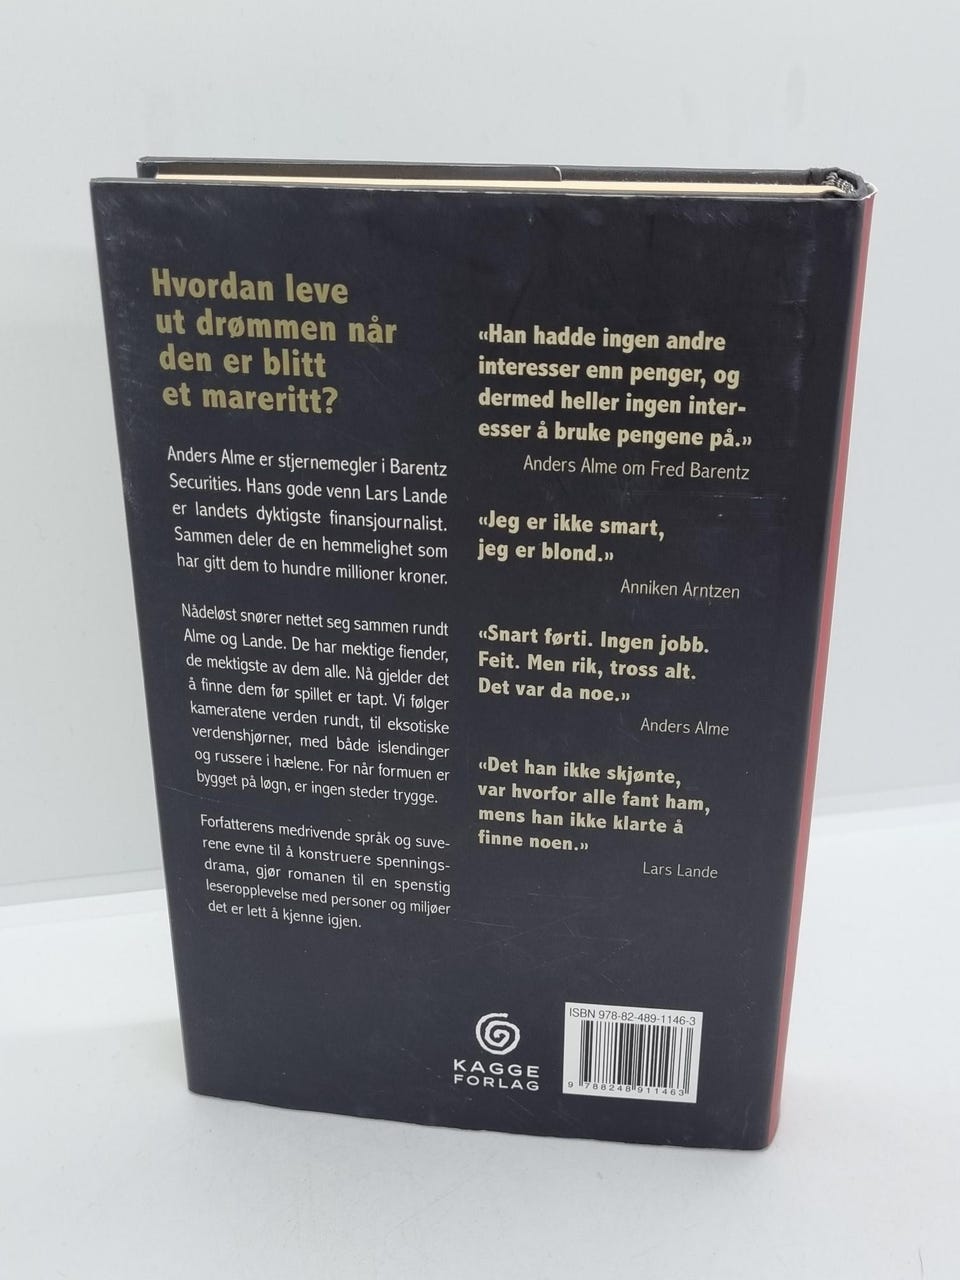 Hvordan leve
ut drømmen når
den er blitt
et mareritt?
Anders Alme er stjernemegler i Barentz
Securities. Hans gode venn Lars Lande
er landets dyktigste finansjournalist.
Sammen deler de en hemmelighet som
har gitt dem to hundre millioner kroner.
Nådeløst snører nettet seg sammen rundt
Alme og Lande. De har mektige fiender,
de mektigste av dem alle. Nå gjelder det
å finne dem før spillet er tapt. Vi følger
kameratene verden rundt, til eksotiske
verdenshjørner, med både islendinger
og russere i hælene. For når formuen er
bygget på løgn, er ingen steder trygge.
Forfatterens medrivende språk og suve-
rene evne til å konstruere spennings-
drama, gjør romanen til en spenstig
leseropplevelse med personer og miljøer
det er lett å kjenne igjen.
«Han hadde ingen andre
interesser enn penger, og
dermed heller ingen inter-
esser å bruke pengene på.»
Anders Alme om Fred Barentz
«Jeg er ikke smart,
jeg er blond.»
Anniken Arntzen
«Snart førti. Ingen jobb.
Feit. Men rik, tross alt.
Det var da noe.»
Anders Alme
«Det han ikke skjønte,
var hvorfor alle fant ham,
mens han ikke klarte å
finne noen.»
Lars Lande
KAGGE
FORLAG
ISBN 978-82-489-1146-3
9 788248 911463